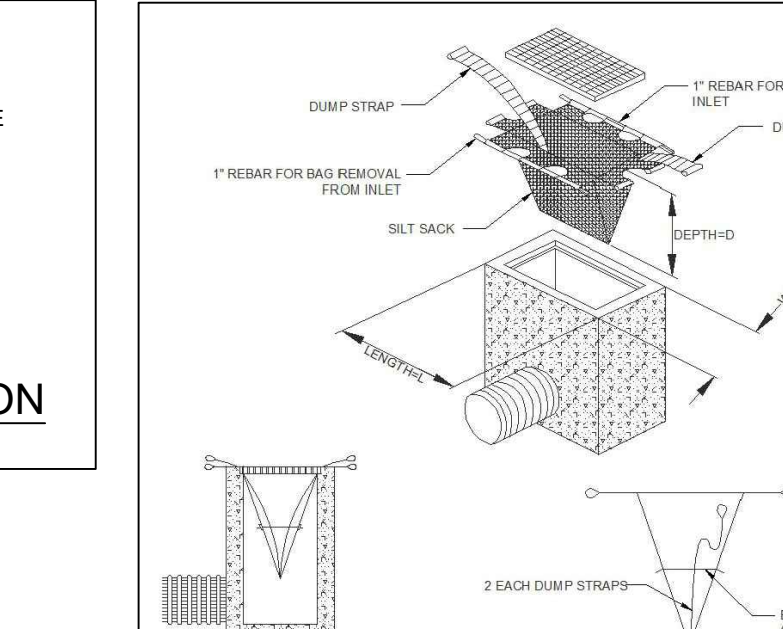 E
ON
DUMP STRAP
1" REBAR FOR
INLET
D
1" REBAR FOR BAG REMOVAL
FROM INLET
SILT SACK
DEPTH=D
LENGTH=L
2 EACH DUMP STRAPS